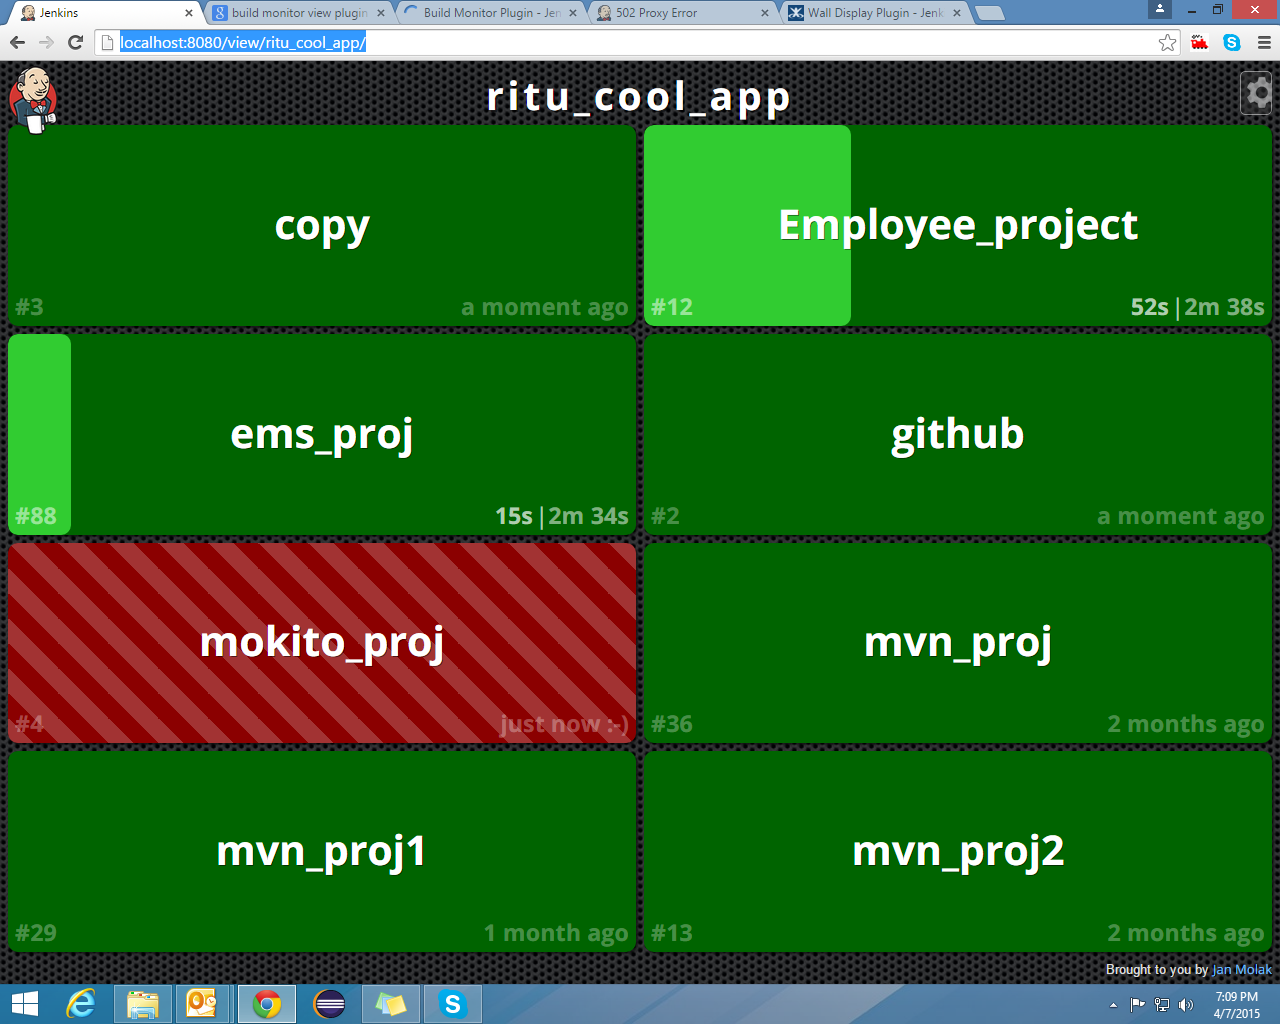 Jenkins
build monitor view plugin
Build Monitor Plugin - Jen
502 Proxy Error
Wall Display Plugin - Jenk
localhost:8080/view/ritu_cool_app/
ritu_cool_app
copy
#3 a moment ago
Employee_project
#12 52s|2m 38s
ems_proj
#88 15s|2m 34s
github
#2 a moment ago
mokito_proj
#4 just now :-)
mvn_proj
#36 2 months ago
mvn_proj1
#29 1 month ago
mvn_proj2
#13 2 months ago
Brought to you by Jan Molak
7:09 PM
4/7/2015